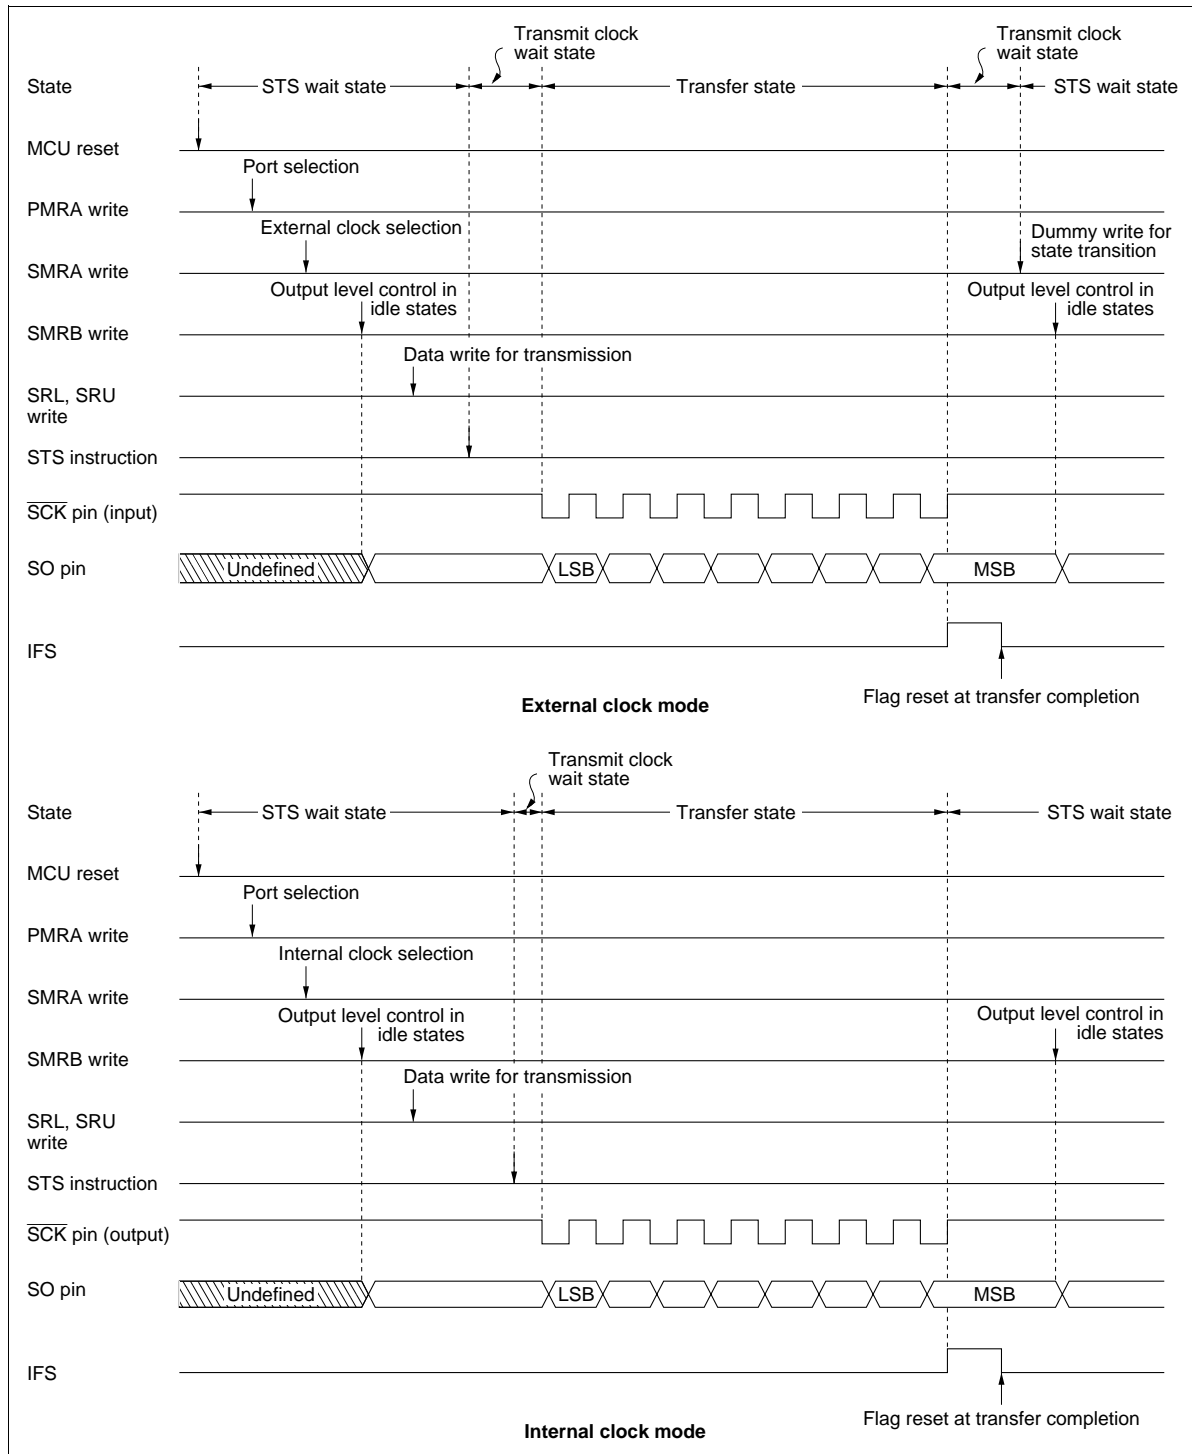 Transmit clock
wait state
Transmit clock
wait state
State
STS wait state
Transfer state
STS wait state
MCU reset
Port selection
PMRA write
External clock selection
Dummy write for
state transition
SMRA write
Output level control in
idle states
Output level control in
idle states
SMRB write
Data write for transmission
SRL, SRU
write
STS instruction
SCK pin (input)
SO pin
Undefined
LSB
MSB
IFS
Flag reset at transfer completion
External clock mode
Transmit clock
wait state
State
STS wait state
Transfer state
STS wait state
MCU reset
Port selection
PMRA write
Internal clock selection
SMRA write
Output level control in
idle states
Output level control in
idle states
SMRB write
Data write for transmission
SRL, SRU
write
STS instruction
SCK pin (output)
SO pin
Undefined
LSB
MSB
IFS
Flag reset at transfer completion
Internal clock mode